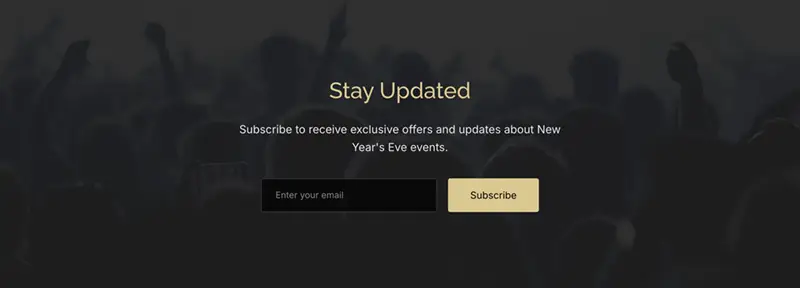 Stay Updated
Subscribe to receive exclusive offers and updates about New
Year's Eve events.
Enter your email
Subscribe